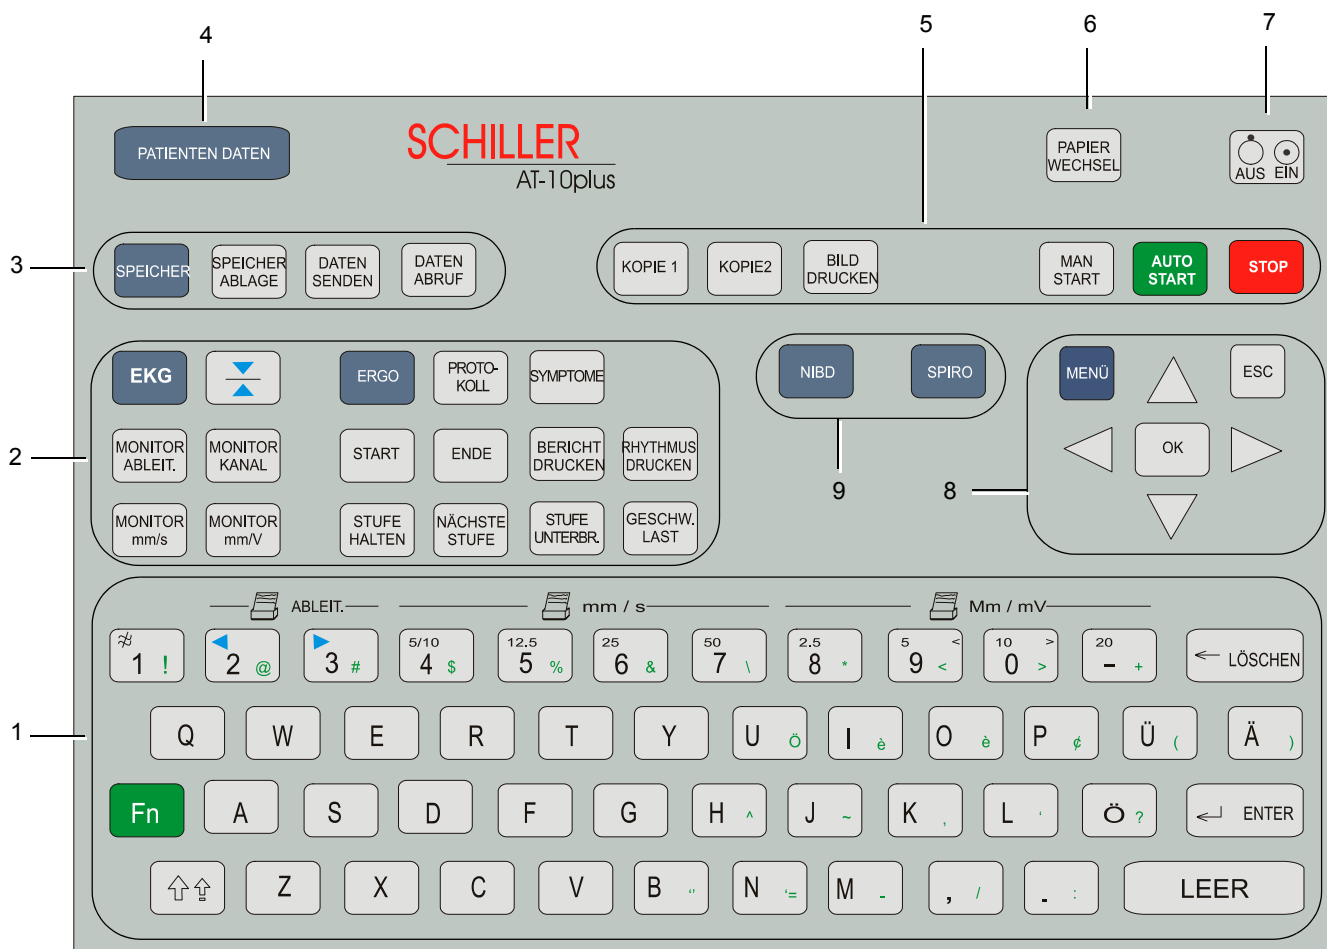 4 5 6 7
PATIENTEN DATEN
SCHILLER
AT-10plus
PAPIER
WECHSEL
AUS EIN
3
SPEICHER
SPEICHER
ABLAGE
DATEN
SENDEN
DATEN
ABRUF
KOPIE 1
KOPIE2
BILD
DRUCKEN
MAN
START
AUTO
START
STOP
EKG
ERGO
PROTO-
KOLL
SYMPTOME
NIBD
SPIRO
MENÜ
ESC
2
MONITOR
ABLEIT.
MONITOR
KANAL
START
ENDE
BERICHT
DRUCKEN
RHYTHMUS
DRUCKEN
OK
9
8
MONITOR
mm/s
MONITOR
mm/V
STUFE
HALTEN
NÄCHSTE
STUFE
STUFE
UNTERBR.
GESCHW.
LAST
ABLEIT.
mm / s
Mm / mV
1 !
2 @
3 #
5/10
4 $
12.5
5 %
25
6 &
50
7 \
2.5
8 *
5 <
9 <
10 >
0 >
20
- +
← LÖSCHEN
1
Q W E R T Y U Ö I è O è P ¢ Ü ( Ä )
Fn A S D F G H ^ J ~ K , L ' Ö ? ENTER
Z X C V B " N '= M - , / . : LEER